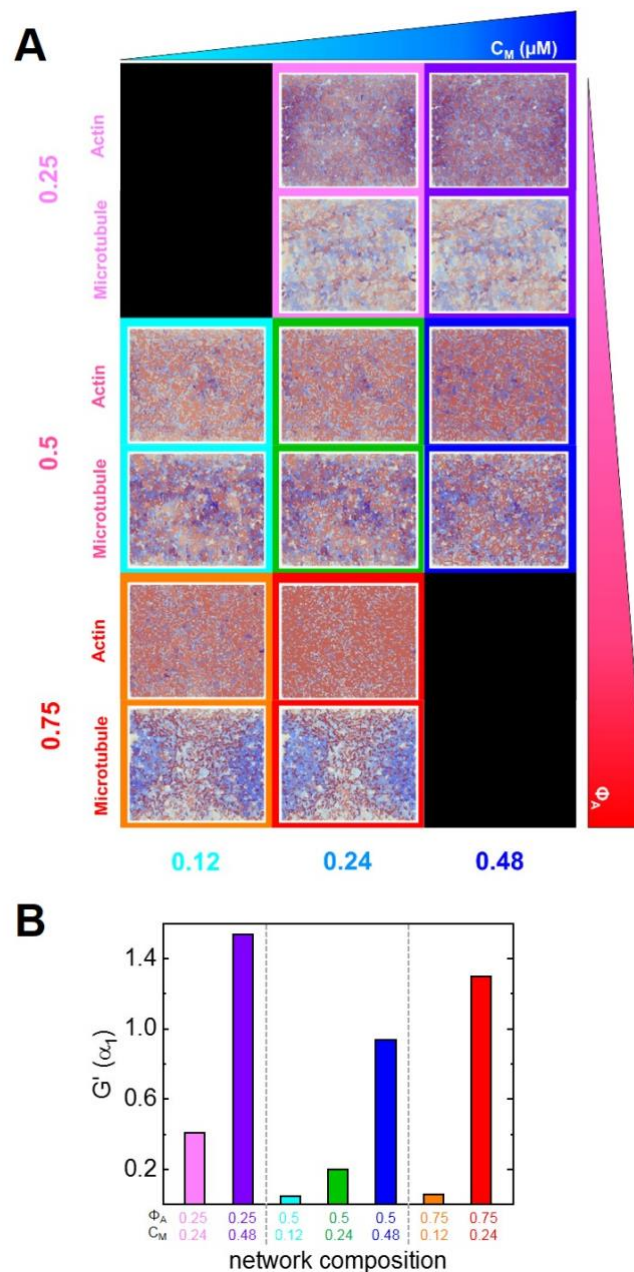 A
C_M (μM)
0.25
Actin
Microtubule
0.5
Actin
Microtubule
0.75
Actin
Microtubule
Φ_A
0.12 0.24 0.48
B
G' (α₁)
1.4
1.0
0.6
0.2
Φ_A 0.25 0.25 0.5 0.5 0.5 0.75 0.75
C_M 0.24 0.48 0.12 0.24 0.48 0.12 0.24
network composition